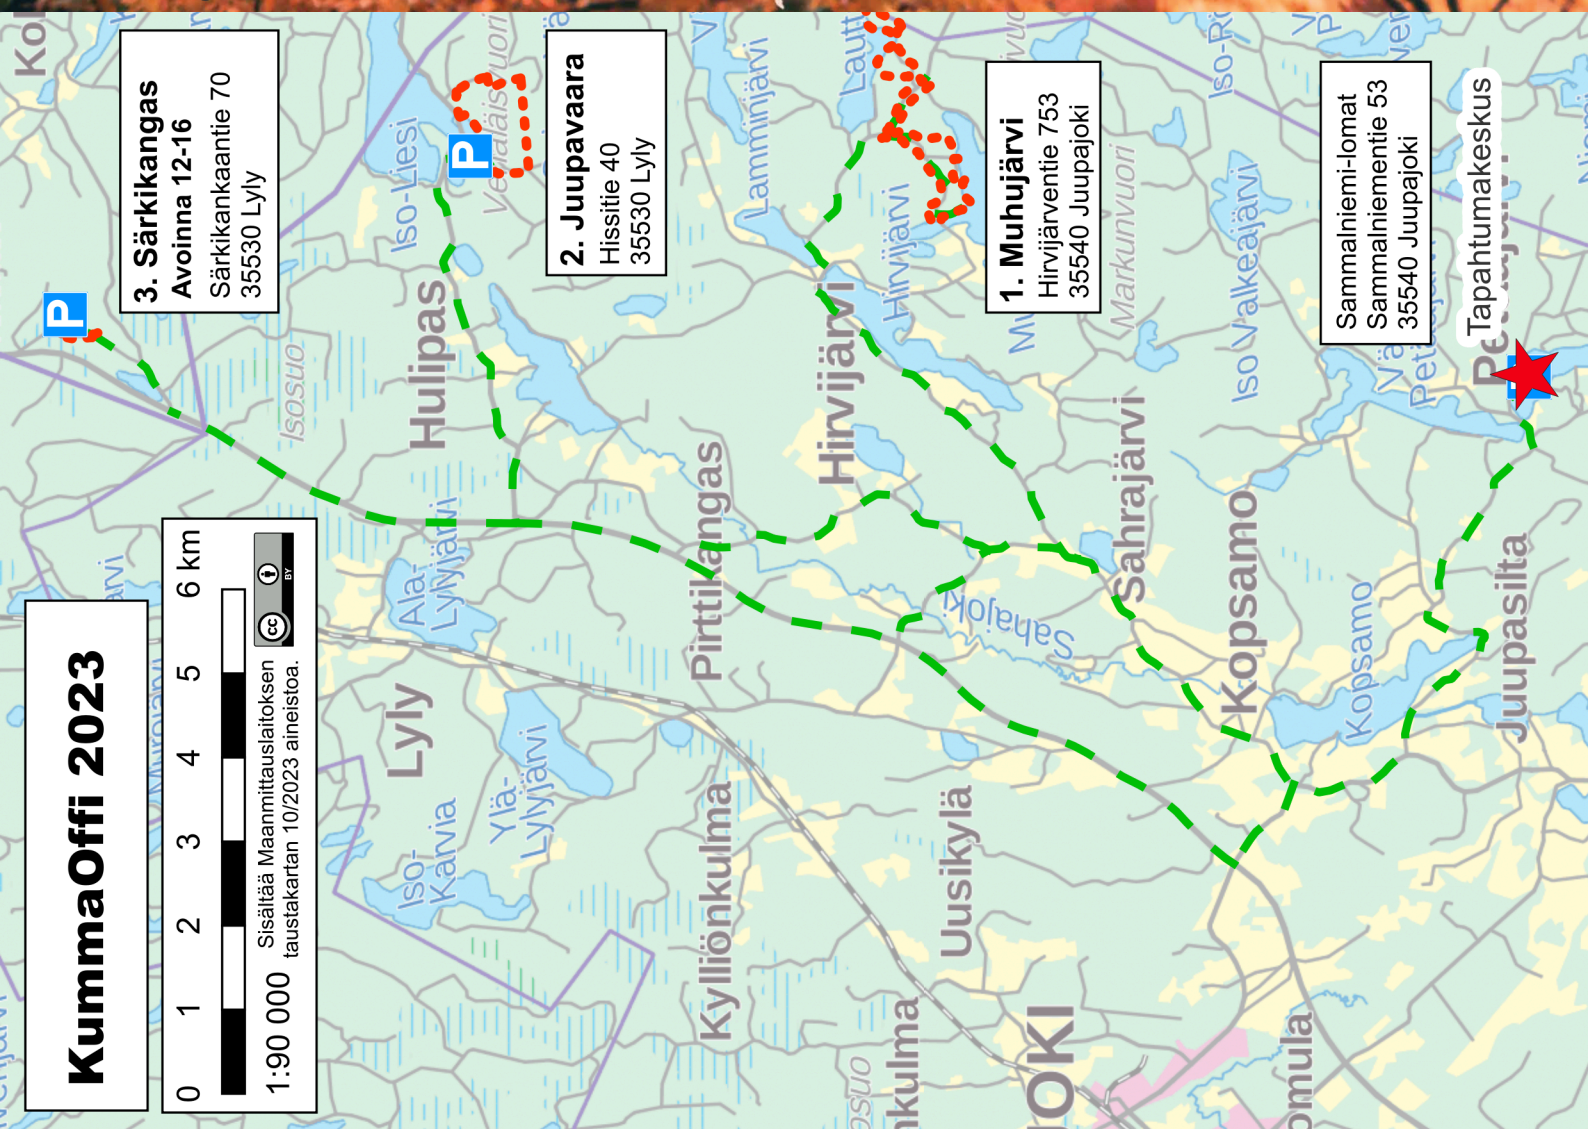 KummaOffi 2023
0 1 2 3 4 5 6 km
1:90 000
Sisältää Maanmittauslaitoksen
taustakartan 10/2023 aineistoa.
cc
BY
3. Särkikangas
Avoinna 12-16
Särkikankaantie 70
35530 Lyly
2. Juupavaara
Hissitie 40
35530 Lyly
1. Muhujärvi
Hirvijärventie 753
35540 Juupajoki
Sammalniemi-lomat
Sammalniementie 53
35540 Juupajoki
Tapahtumakeskus
P
P
Isosuo
Iso-Liesi
Hulipas
Ala-
Lylyjärvi
Lyly
Ylä-
Lylyjärvi
Iso-
Karvia
Pirttikangas
Kylliönkulma
Lamminjärvi
Hirvijärvi
Hirvijärvi
Sahajoki
Uusikylä
Markunvuori
Sahrajärvi
Iso Valkeajärvi
Kopsamo
Kopsamo
Juupasilta